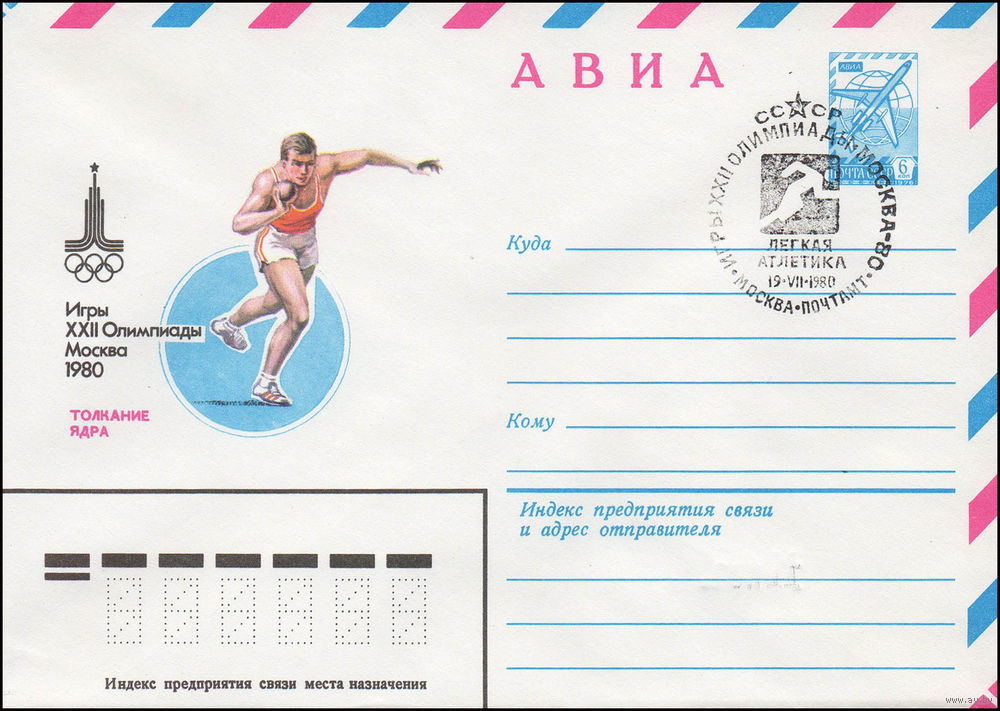 АВИА
АВИА
ПОЧТА СССР
6
КОП
1978
СССР
ИГРЫ XXII ОЛИМПИАДЫ•МОСКВА-80
ЛЕГКАЯ
АТЛЕТИКА
19•VII•1980
•МОСКВА•ПОЧТАМТ•
Игры
XXII Олимпиады
Москва
1980
ТОЛКАНИЕ
ЯДРА
Куда
Кому
Индекс предприятия связи
и адрес отправителя
Индекс предприятия связи места назначения